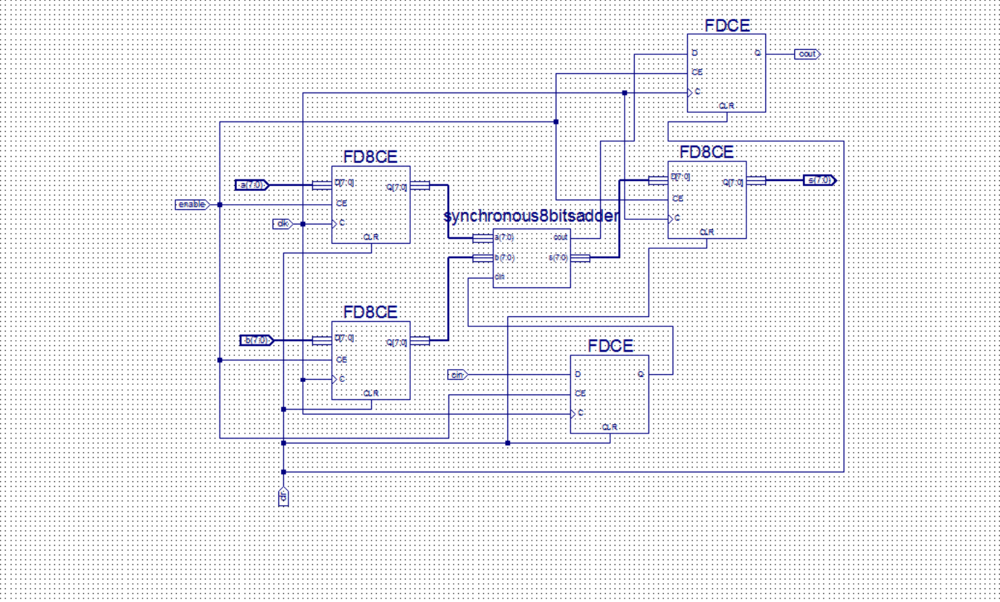 FDCE
D
Q
cout
CE
C
CLR
FD8CE
D[7:0]
Q[7:0]
a(7:0)
CE
enable
clk
C
CLR
FD8CE
D[7:0]
Q[7:0]
s(7:0)
CE
C
CLR
synchronous8bitsadder
a(7:0)
cout
b(7:0)
s(7:0)
cin
FD8CE
D[7:0]
Q[7:0]
b(7:0)
CE
C
CLR
FDCE
cin
D
Q
CE
C
CLR
clr